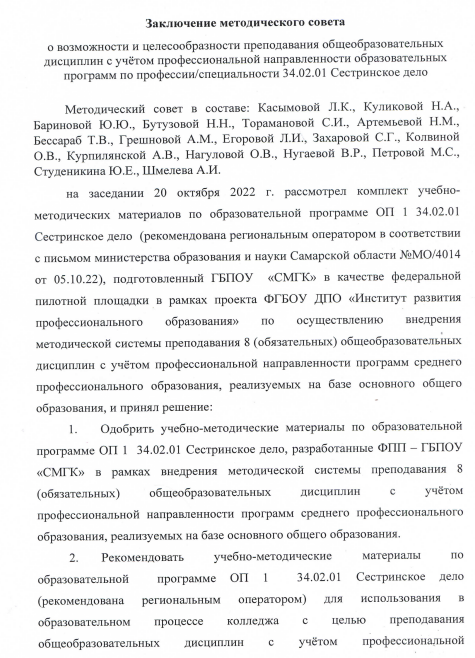 Заключение методического совета
о возможности и целесообразности преподавания общеобразовательных
дисциплин с учётом профессиональной направленности образовательных
программ по профессии/специальности 34.02.01 Сестринское дело
Методический совет в составе: Касымовой Л.К., Куликовой Н.А.,
Бариновой Ю.Ю., Бутузовой Н.Н., Торамановой С.И., Артемьевой Н.М.,
Бессараб Т.В., Грешновой А.М., Егоровой Л.И., Захаровой С.Г., Колвиной
О.В., Курпилянской А.В., Нагуловой О.В., Нугаевой В.Р., Петровой М.С.,
Студеникина Ю.Е., Шмелева А.И.
на заседании 20 октября 2022 г. рассмотрел комплект учебно-
методических материалов по образовательной программе ОП 1 34.02.01
Сестринское дело (рекомендована региональным оператором в соответствии
с письмом министерства образования и науки Самарской области №МО/4014
от 05.10.22), подготовленный ГБПОУ «СМГК» в качестве федеральной
пилотной площадки в рамках проекта ФГБОУ ДПО «Институт развития
профессионального образования» по осуществлению внедрения
методической системы преподавания 8 (обязательных) общеобразовательных
дисциплин с учётом профессиональной направленности программ среднего
профессионального образования, реализуемых на базе основного общего
образования, и принял решение:
1. Одобрить учебно-методические материалы по образовательной
программе ОП 1 34.02.01 Сестринское дело, разработанные ФПП – ГБПОУ
«СМГК» в рамках внедрения методической системы преподавания 8
(обязательных) общеобразовательных дисциплин с учётом
профессиональной направленности программ среднего профессионального
образования, реализуемых на базе основного общего образования.
2. Рекомендовать учебно-методические материалы по
образовательной программе ОП 1 34.02.01 Сестринское дело
(рекомендована региональным оператором) для использования в
образовательном процессе колледжа с целью преподавания
общеобразовательных дисциплин с учётом профессиональной